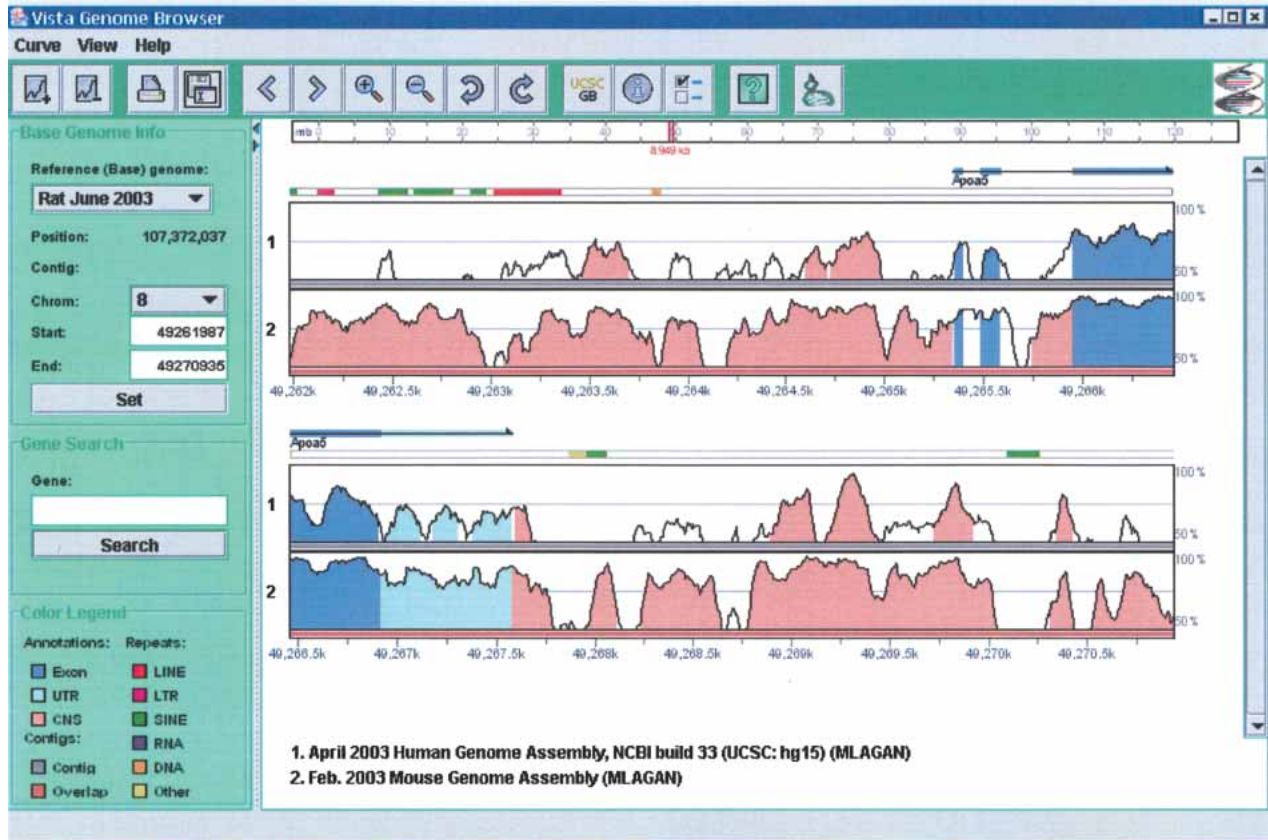 Vista Genome Browser
Curve View Help
UCSC
GB
Base Genome Info
Reference (Base) genome:
Rat June 2003
Position: 107,372,037
Contig:
Chrom: 8
Start: 49261987
End: 49270935
Set
Gene Search
Gene:
Search
Color Legend
Annotations: Repeats:
Exon LINE
UTR LTR
CNS SINE
Contigs: RNA
Contig DNA
Overlap Other
mb 0 10 20 30 40 50 60 70 80 90 100 110 120
8.949 kb
Apoa5
100 %
1
50 %
100 %
2
50 %
49,262k 49,262.5k 49,263k 49,263.5k 49,264k 49,264.5k 49,265k 49,265.5k 49,266k
Apoa5
100 %
1
50 %
100 %
2
50 %
49,266.5k 49,267k 49,267.5k 49,268k 49,268.5k 49,269k 49,269.5k 49,270k 49,270.5k
1. April 2003 Human Genome Assembly, NCBI build 33 (UCSC: hg15) (MLAGAN)
2. Feb. 2003 Mouse Genome Assembly (MLAGAN)